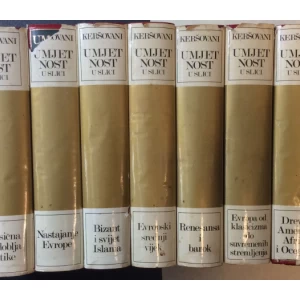 UMJET
NOST
U SLICI
KERŠOVANI
UMJET
NOST
U SLICI
Nastajanje
Evrope
KERŠOVANI
UMJET
NOST
U SLICI
Bizant
i svijet
Islama
KERŠOVANI
UMJET
NOST
U SLICI
Evropski
srednji
vijek
KERŠOVANI
UMJET
NOST
U SLICI
Renesansa
barok
KERŠOVANI
UMJET
NOST
U SLICI
Evropa od
klasicizma
do
suvremenih
stremljenja